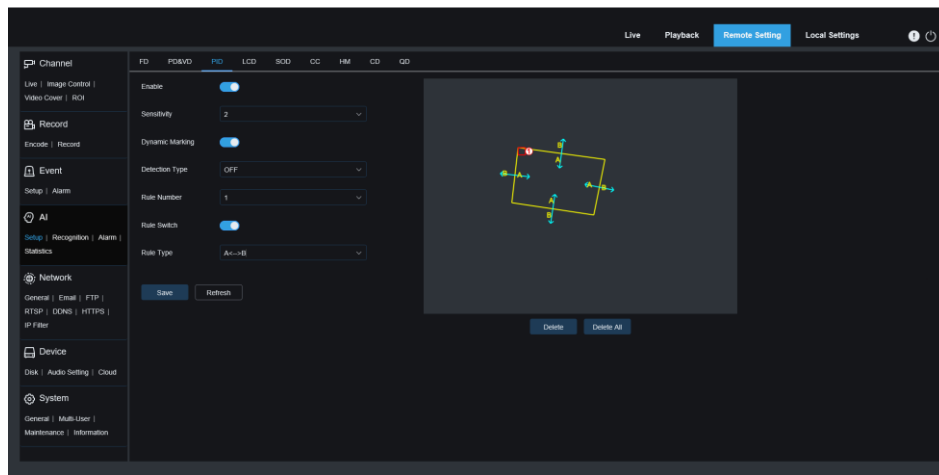 Live Playback Remote Setting Local Settings
Channel
Live | Image Control |
Video Cover | ROI
Record
Encode | Record
Event
Setup | Alarm
AI
Setup | Recognition | Alarm |
Statistics
Network
General | Email | FTP |
RTSP | DDNS | HTTPS |
IP Filter
Device
Disk | Audio Setting | Cloud
System
General | Multi-User |
Maintenance | Information
FD PD&VD PID LCD SOD CC HM CD QD
Enable
Sensitivity 2
Dynamic Marking
Detection Type OFF
Rule Number 1
Rule Switch
Rule Type A<-->B
Save Refresh
1 B
A
B A
A B
A
B
Delete Delete All